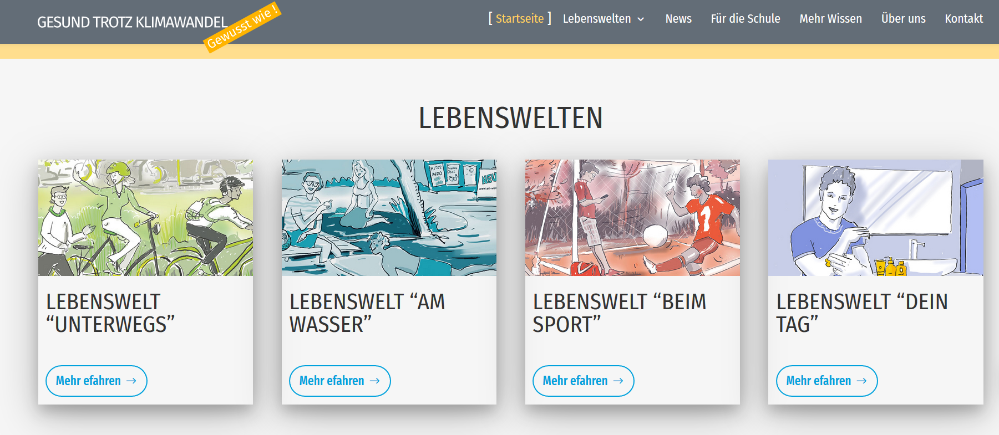 GESUND TROTZ KLIMAWANDEL
Gewusst wie !
[ Startseite ] Lebenswelten News Für die Schule Mehr Wissen Über uns Kontakt
LEBENSWELTEN
HITZE
INFO
Frisches
Obst
NEU
LEBENSWELT
“UNTERWEGS”
LEBENSWELT “AM
WASSER”
1
LEBENSWELT “BEIM
SPORT”
LEBENSWELT “DEIN
TAG”
Mehr efahren →
Mehr efahren →
Mehr efahren →
Mehr efahren →